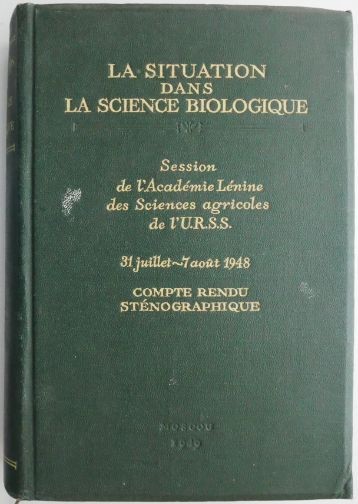 LA SITUATION
DANS
LA SCIENCE BIOLOGIQUE
Session
de l'Académie Lénine
des Sciences agricoles
de l'U.R.S.S.
31 juillet~7 août 1948
COMPTE RENDU
STÉNOGRAPHIQUE
MOSCOU
1949